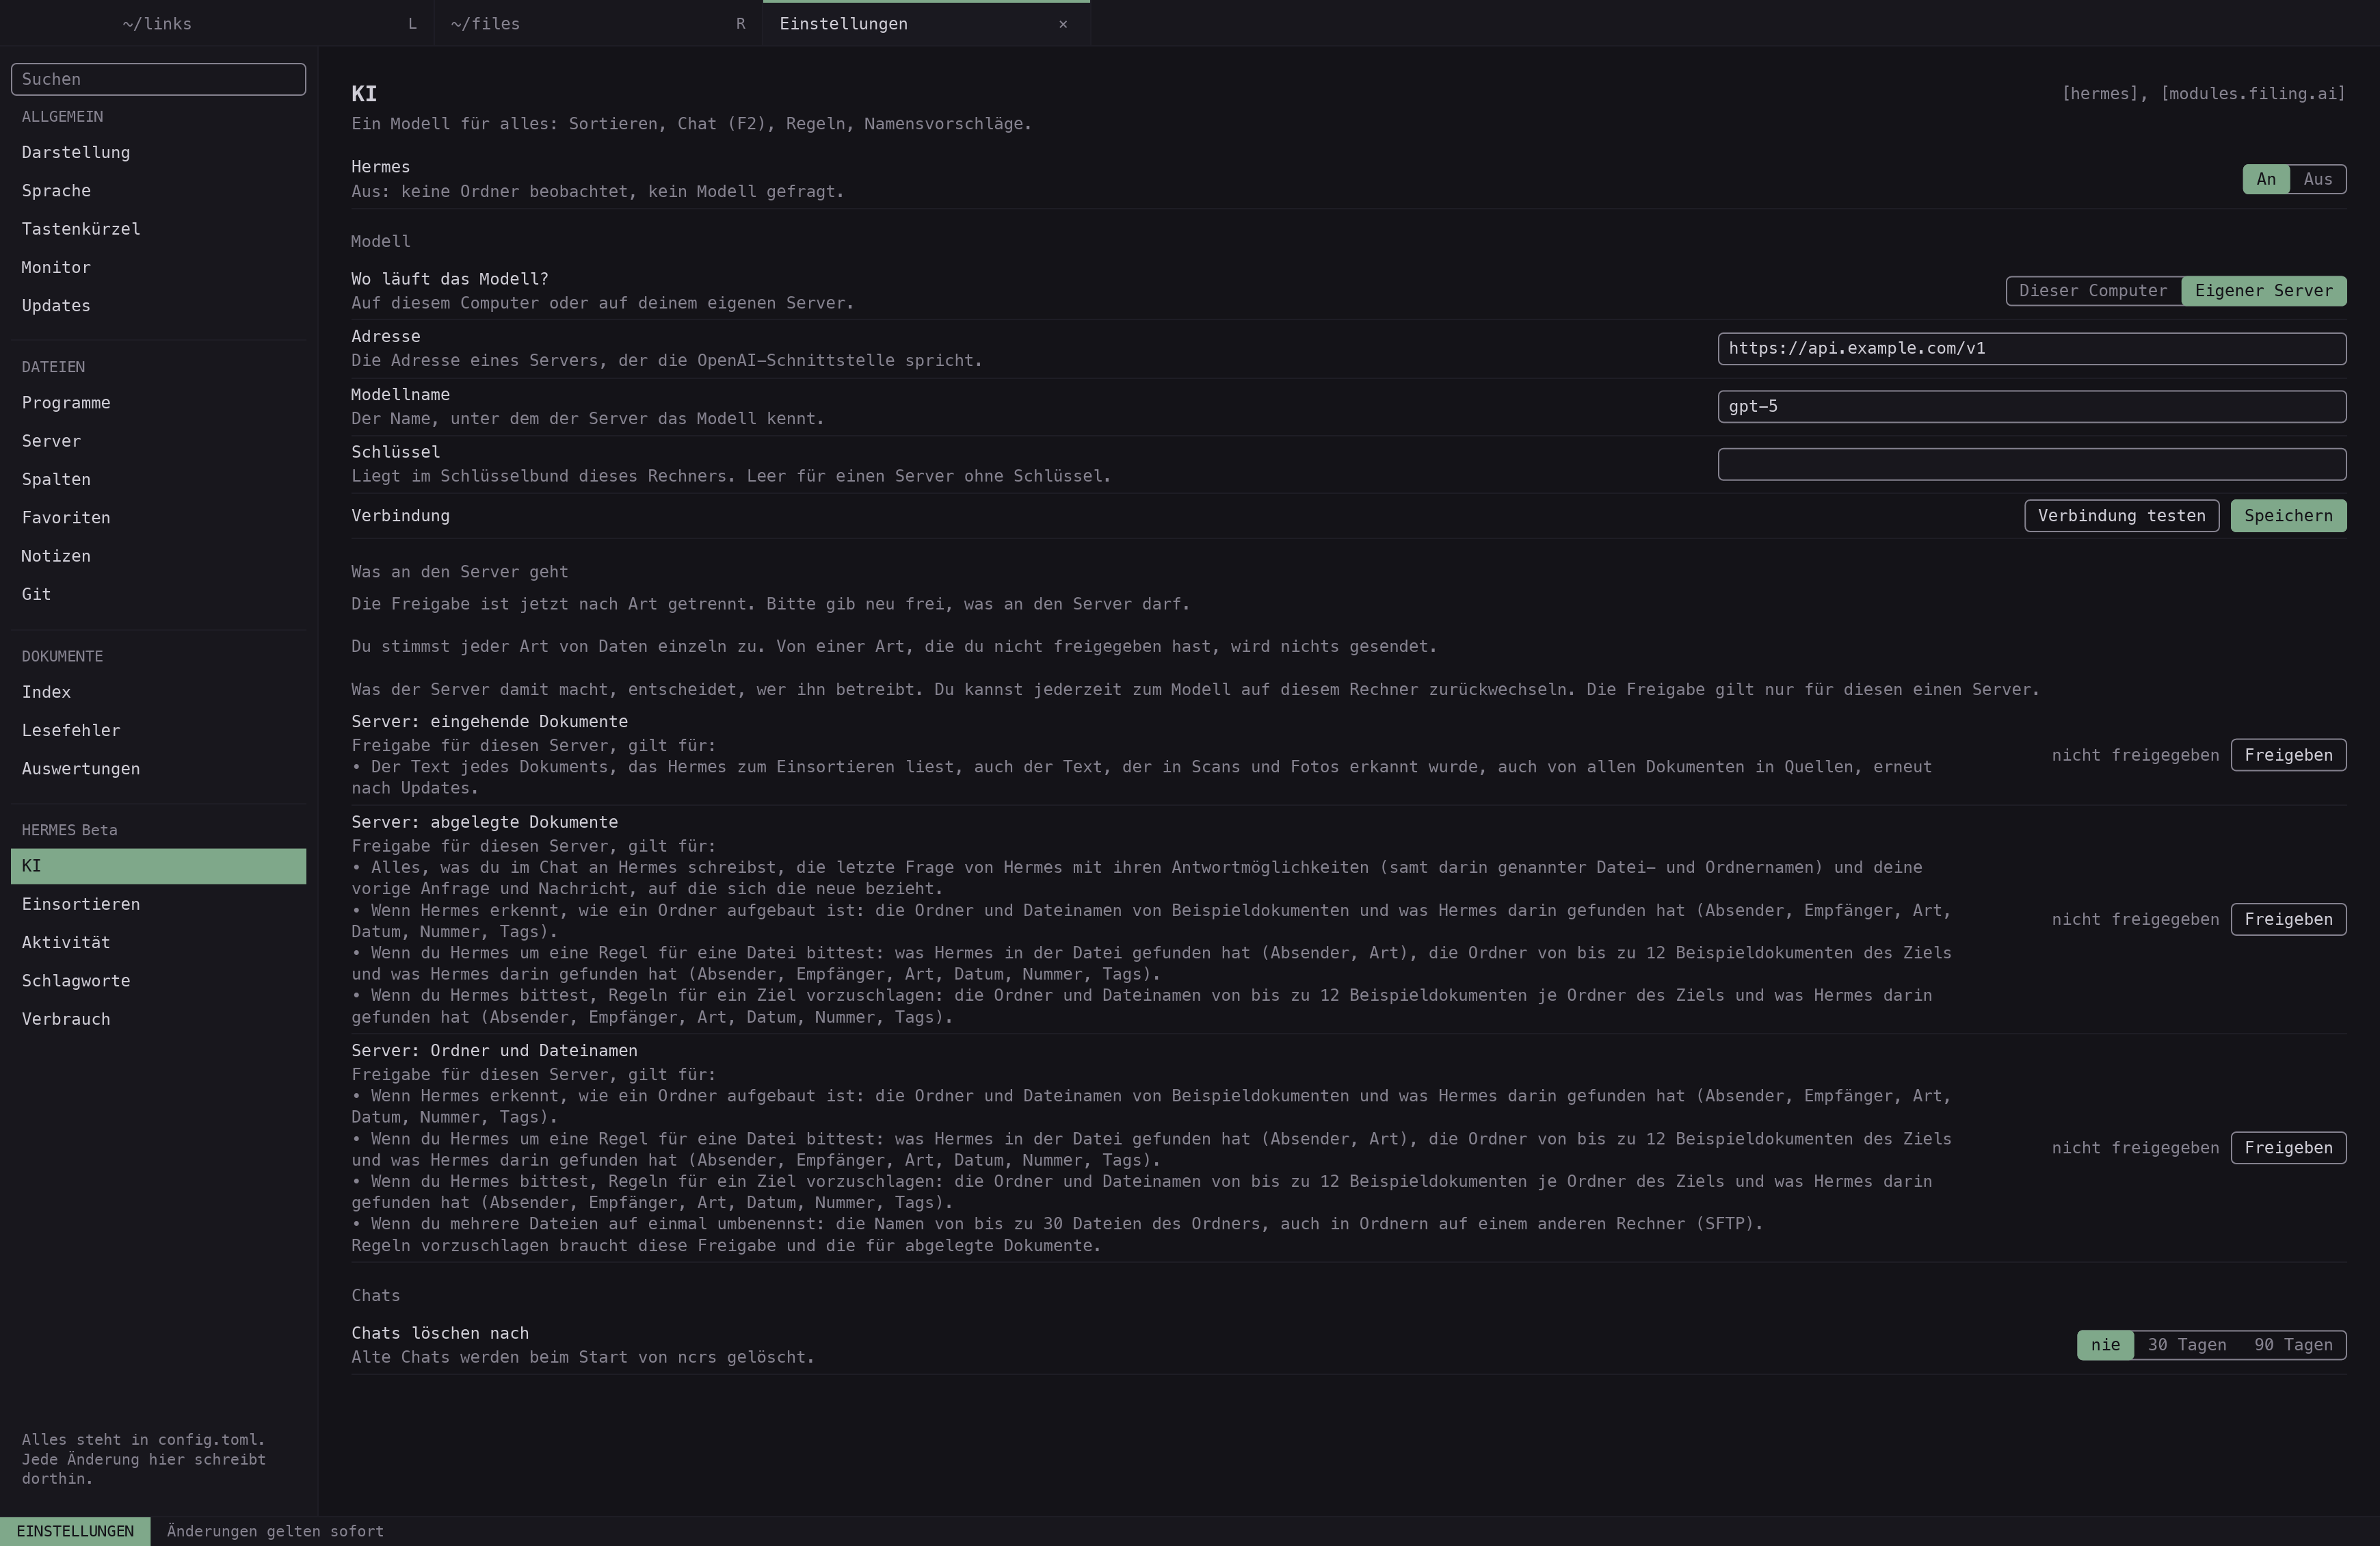 ~/links L ~/files R Einstellungen ×
Suchen
ALLGEMEIN
Darstellung
Sprache
Tastenkürzel
Monitor
Updates
DATEIEN
Programme
Server
Spalten
Favoriten
Notizen
Git
DOKUMENTE
Index
Lesefehler
Auswertungen
HERMES Beta
KI
Einsortieren
Aktivität
Schlagworte
Verbrauch
Alles steht in config.toml.
Jede Änderung hier schreibt
dorthin.
KI [hermes], [modules.filing.ai]
Ein Modell für alles: Sortieren, Chat (F2), Regeln, Namensvorschläge.
Hermes
Aus: keine Ordner beobachtet, kein Modell gefragt.
An Aus
Modell
Wo läuft das Modell?
Auf diesem Computer oder auf deinem eigenen Server.
Dieser Computer Eigener Server
Adresse
Die Adresse eines Servers, der die OpenAI-Schnittstelle spricht.
https://api.example.com/v1
Modellname
Der Name, unter dem der Server das Modell kennt.
gpt-5
Schlüssel
Liegt im Schlüsselbund dieses Rechners. Leer für einen Server ohne Schlüssel.
Verbindung Verbindung testen Speichern
Was an den Server geht
Die Freigabe ist jetzt nach Art getrennt. Bitte gib neu frei, was an den Server darf.
Du stimmst jeder Art von Daten einzeln zu. Von einer Art, die du nicht freigegeben hast, wird nichts gesendet.
Was der Server damit macht, entscheidet, wer ihn betreibt. Du kannst jederzeit zum Modell auf diesem Rechner zurückwechseln. Die Freigabe gilt nur für diesen einen Server.
Server: eingehende Dokumente
Freigabe für diesen Server, gilt für:
• Der Text jedes Dokuments, das Hermes zum Einsortieren liest, auch der Text, der in Scans und Fotos erkannt wurde, auch von allen Dokumenten in Quellen, erneut
nach Updates.
nicht freigegeben Freigeben
Server: abgelegte Dokumente
Freigabe für diesen Server, gilt für:
• Alles, was du im Chat an Hermes schreibst, die letzte Frage von Hermes mit ihren Antwortmöglichkeiten (samt darin genannter Datei- und Ordnernamen) und deine
vorige Anfrage und Nachricht, auf die sich die neue bezieht.
• Wenn Hermes erkennt, wie ein Ordner aufgebaut ist: die Ordner und Dateinamen von Beispieldokumenten und was Hermes darin gefunden hat (Absender, Empfänger, Art,
Datum, Nummer, Tags).
• Wenn du Hermes um eine Regel für eine Datei bittest: was Hermes in der Datei gefunden hat (Absender, Art), die Ordner von bis zu 12 Beispieldokumenten des Ziels
und was Hermes darin gefunden hat (Absender, Empfänger, Art, Datum, Nummer, Tags).
• Wenn du Hermes bittest, Regeln für ein Ziel vorzuschlagen: die Ordner und Dateinamen von bis zu 12 Beispieldokumenten je Ordner des Ziels und was Hermes darin
gefunden hat (Absender, Empfänger, Art, Datum, Nummer, Tags).
nicht freigegeben Freigeben
Server: Ordner und Dateinamen
Freigabe für diesen Server, gilt für:
• Wenn Hermes erkennt, wie ein Ordner aufgebaut ist: die Ordner und Dateinamen von Beispieldokumenten und was Hermes darin gefunden hat (Absender, Empfänger, Art,
Datum, Nummer, Tags).
• Wenn du Hermes um eine Regel für eine Datei bittest: was Hermes in der Datei gefunden hat (Absender, Art), die Ordner von bis zu 12 Beispieldokumenten des Ziels
und was Hermes darin gefunden hat (Absender, Empfänger, Art, Datum, Nummer, Tags).
• Wenn du Hermes bittest, Regeln für ein Ziel vorzuschlagen: die Ordner und Dateinamen von bis zu 12 Beispieldokumenten je Ordner des Ziels und was Hermes darin
gefunden hat (Absender, Empfänger, Art, Datum, Nummer, Tags).
• Wenn du mehrere Dateien auf einmal umbenennst: die Namen von bis zu 30 Dateien des Ordners, auch in Ordnern auf einem anderen Rechner (SFTP).
Regeln vorzuschlagen braucht diese Freigabe und die für abgelegte Dokumente.
nicht freigegeben Freigeben
Chats
Chats löschen nach
Alte Chats werden beim Start von ncrs gelöscht.
nie 30 Tagen 90 Tagen
EINSTELLUNGEN Änderungen gelten sofort